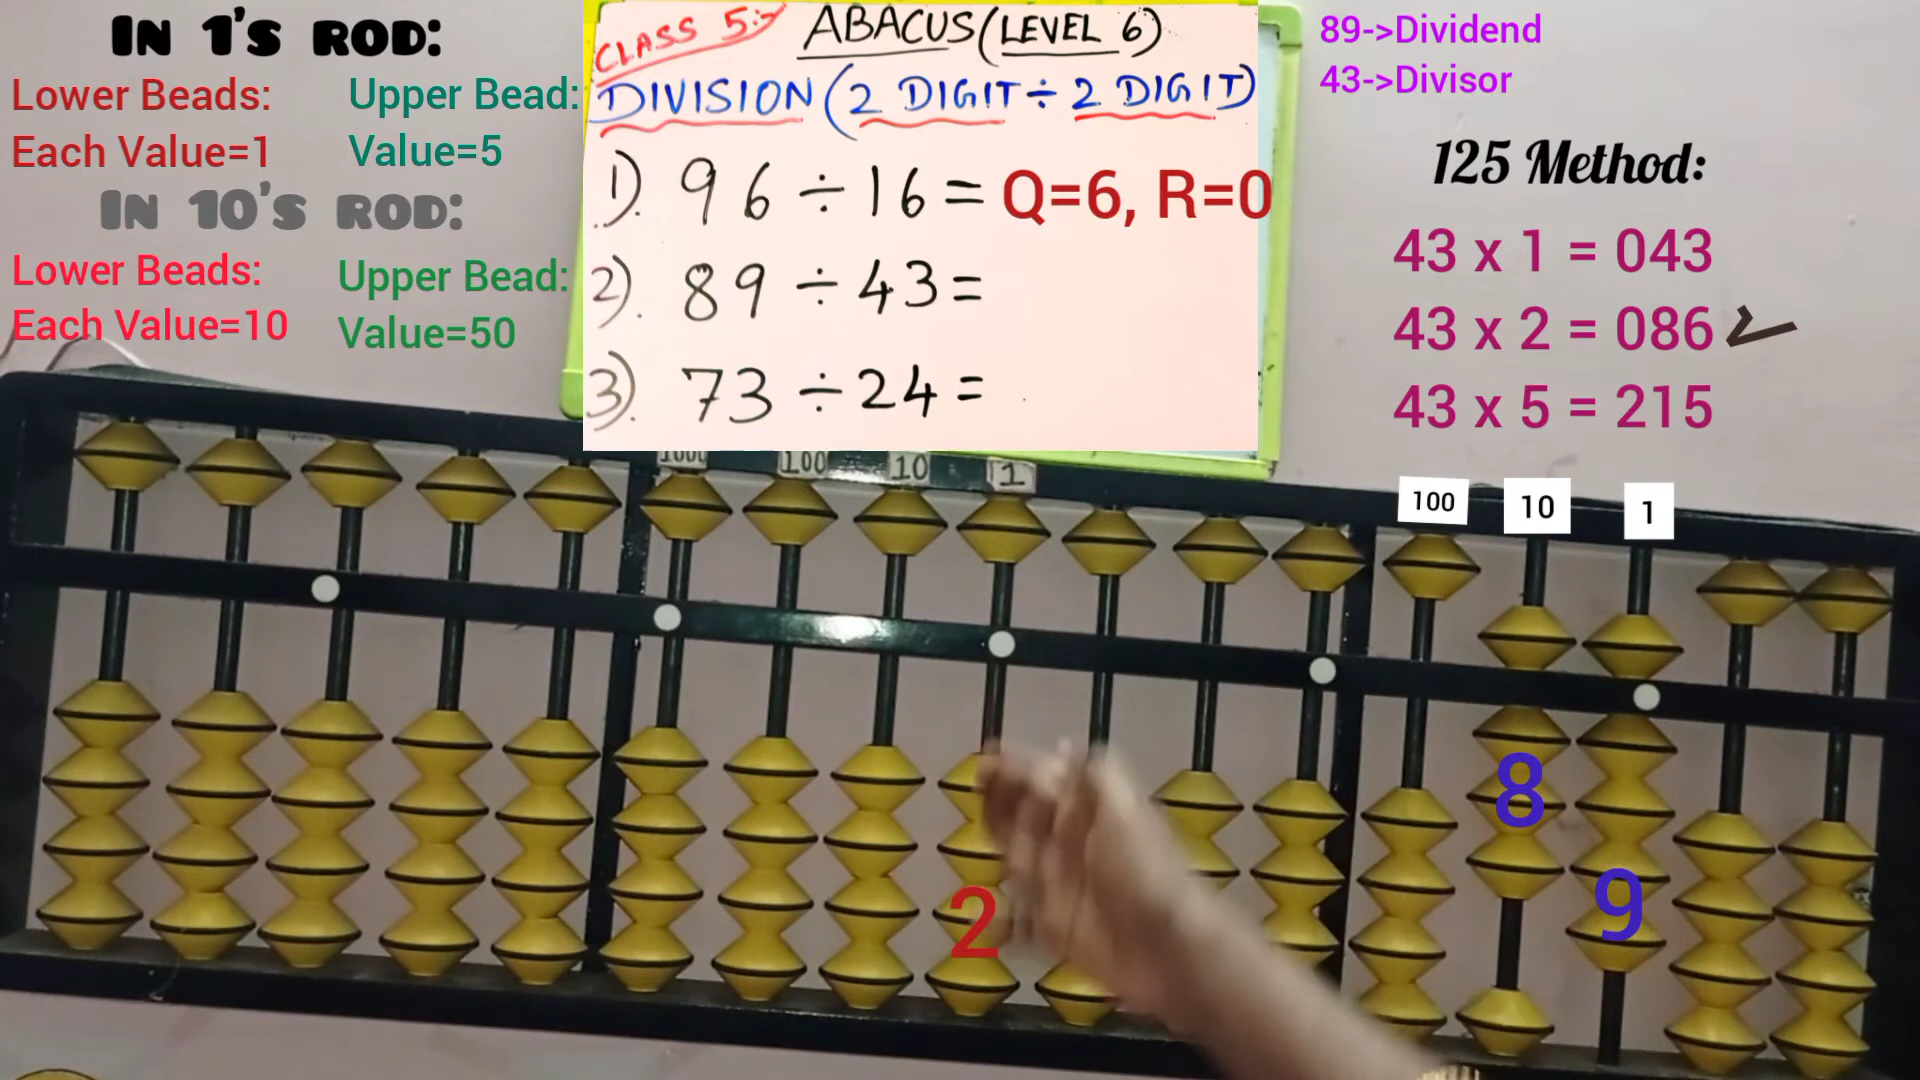 IN 1'S ROD:
Lower Beads:
Each Value=1
Upper Bead:
Value=5
IN 10'S ROD:
Lower Beads:
Each Value=10
Upper Bead:
Value=50
CLASS 5:-
ABACUS (LEVEL 6)
DIVISION (2 DIGIT ÷ 2 DIGIT)
1). 96 ÷ 16 = Q=6, R=0
2). 89 ÷ 43 =
3). 73 ÷ 24 =
89->Dividend
43->Divisor
125 Method:
43 x 1 = 043
43 x 2 = 086
43 x 5 = 215
1000 100 10 1
100 10 1
8
9
2